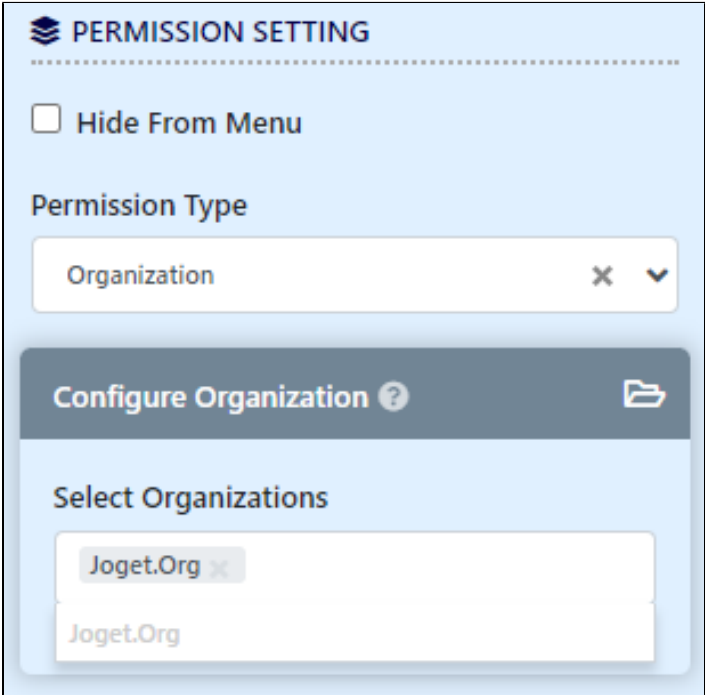 PERMISSION SETTING
Hide From Menu
Permission Type
Organization
Configure Organization ?
Select Organizations
Joget.Org
Joget.Org